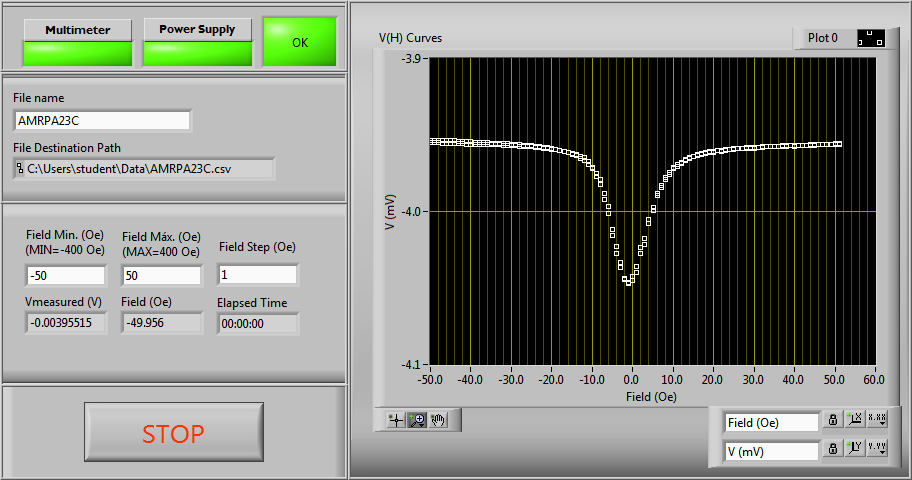 Multimeter
Power Supply
OK
File name
AMRPA23C
File Destination Path
C:\Users\student\Data\AMRPA23C.csv
Field Min. (Oe)
(MIN=-400 Oe)
Field Máx. (Oe)
(MAX=400 Oe)
Field Step (Oe)
-50
50
1
Vmeasured (V)
Field (Oe)
Elapsed Time
-0.00395515
-49.956
00:00:00
STOP
V(H) Curves
Plot 0
-3.9
-4.0
-4.1
V (mV)
-50.0 -40.0 -30.0 -20.0 -10.0 0.0 10.0 20.0 30.0 40.0 50.0 60.0
Field (Oe)
Field (Oe)
X
X.XX
V (mV)
Y
Y.YY